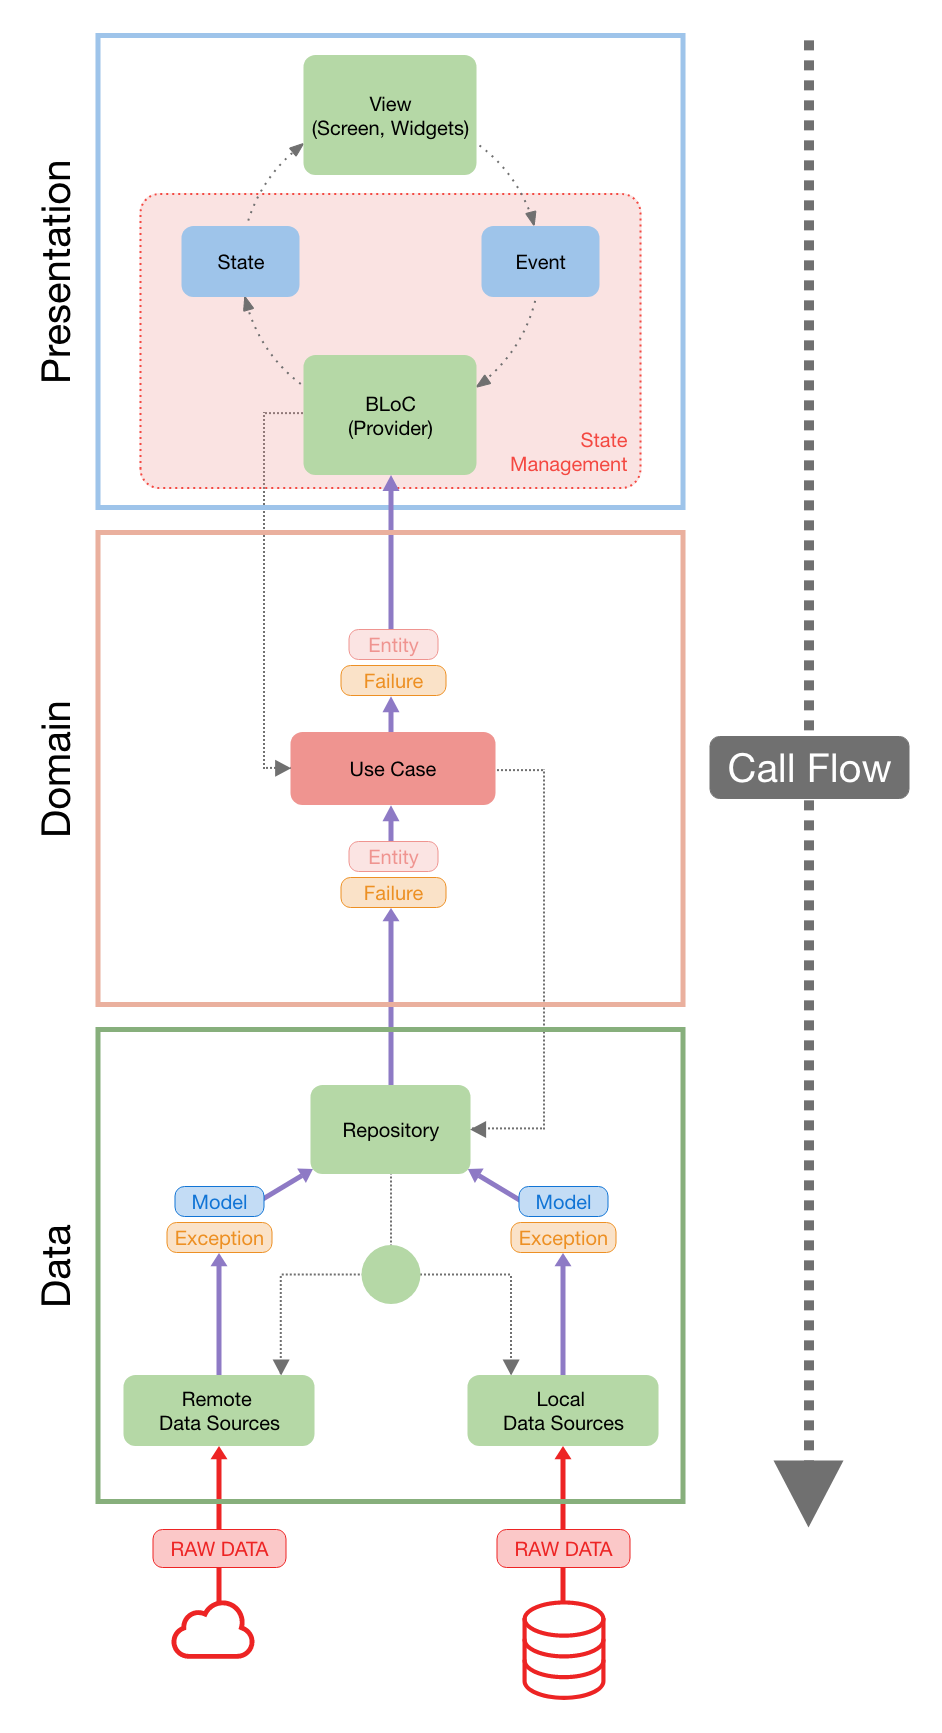 Presentation
View
(Screen, Widgets)
State
Event
BLoC
(Provider)
State
Management
Domain
Entity
Failure
Use Case
Entity
Failure
Call Flow
Data
Repository
Model
Exception
Model
Exception
Remote
Data Sources
Local
Data Sources
RAW DATA
RAW DATA